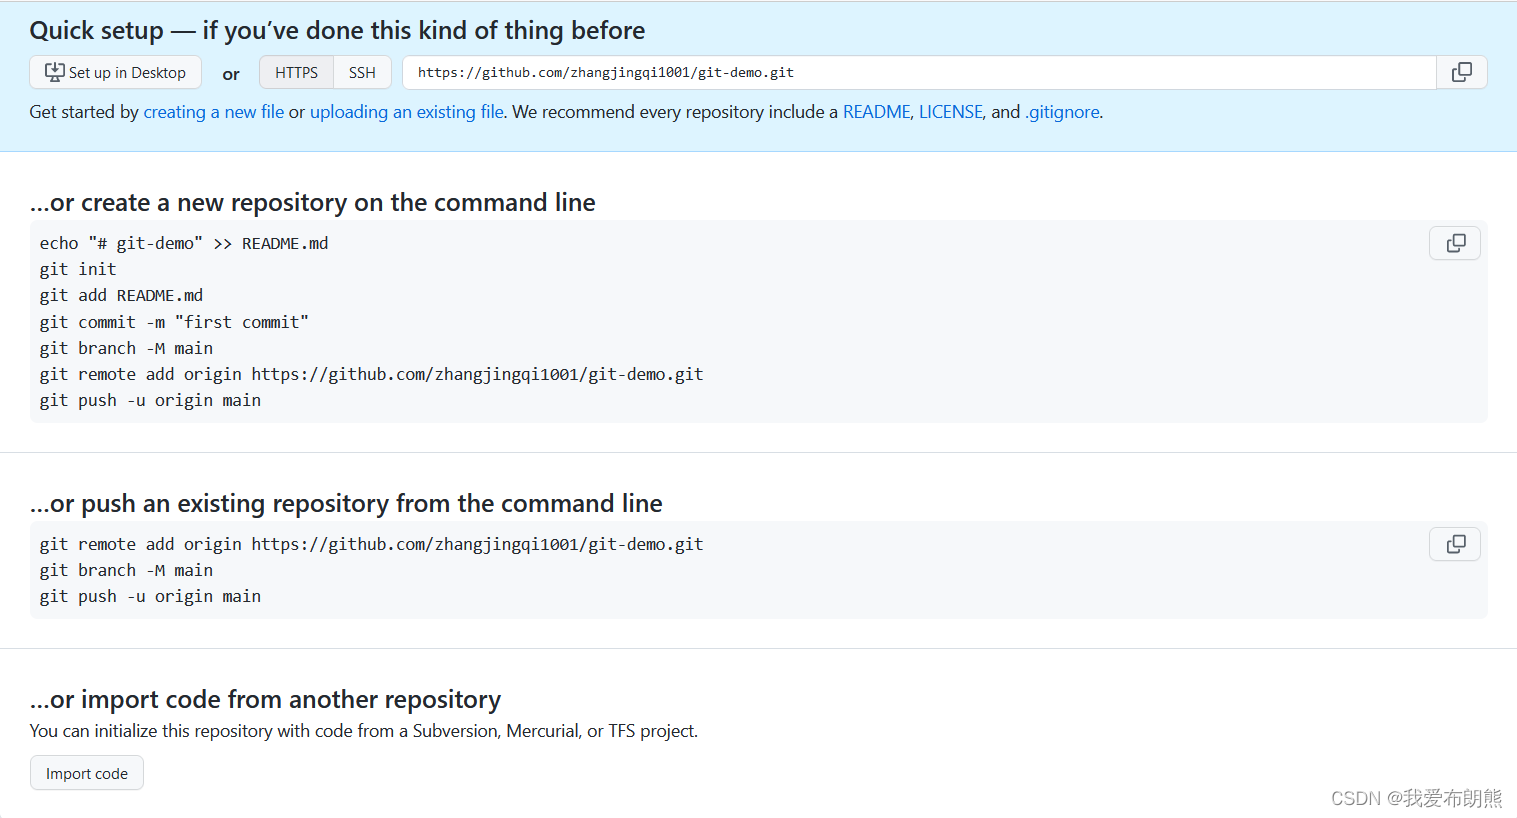 Quick setup — if you’ve done this kind of thing before
Set up in Desktop or HTTPS SSH https://github.com/zhangjingqi1001/git-demo.git
Get started by creating a new file or uploading an existing file. We recommend every repository include a README, LICENSE, and .gitignore.
...or create a new repository on the command line
echo "# git-demo" >> README.md
git init
git add README.md
git commit -m "first commit"
git branch -M main
git remote add origin https://github.com/zhangjingqi1001/git-demo.git
git push -u origin main
...or push an existing repository from the command line
git remote add origin https://github.com/zhangjingqi1001/git-demo.git
git branch -M main
git push -u origin main
...or import code from another repository
You can initialize this repository with code from a Subversion, Mercurial, or TFS project.
Import code
CSDN @我爱布朗熊